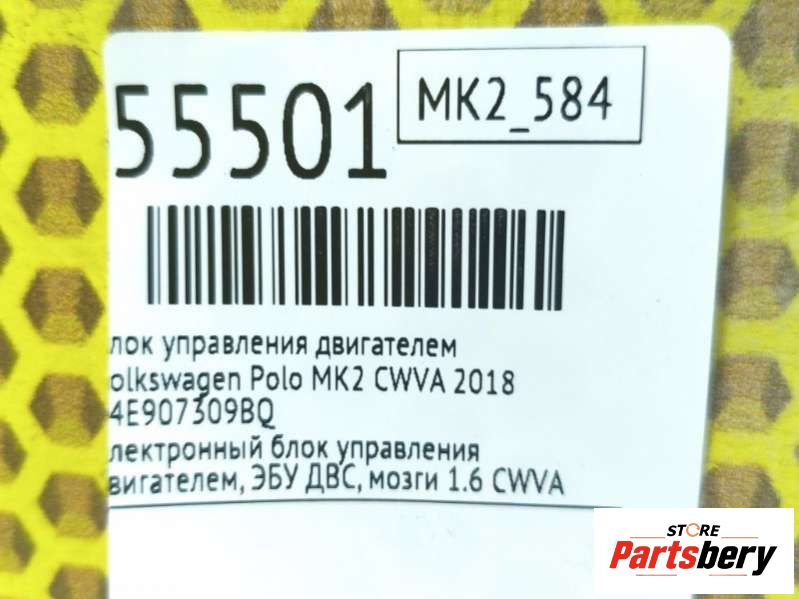 55501
MK2_584
лок управления двигателем
olkswagen Polo MK2 CWVA 2018
4E907309BQ
лектронный блок управления
вигателем, ЭБУ ДВС, мозги 1.6 CWVA
STORE
Partsbery